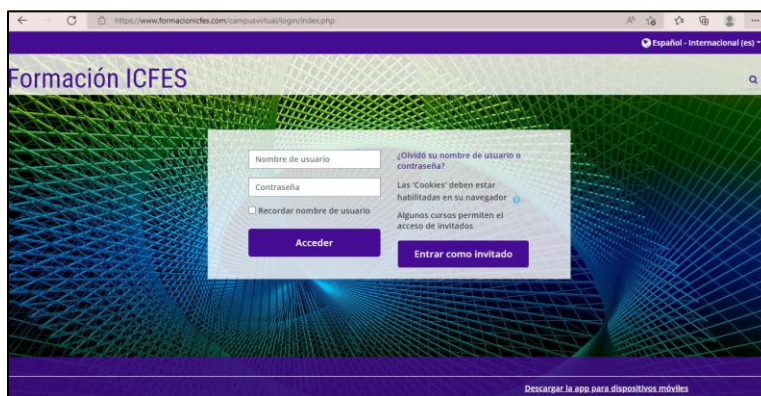 https://www.formacionicfes.com/campusvirtual/login/index.php
Español - Internacional (es)
Formación ICFES
Nombre de usuario
Contraseña
Recordar nombre de usuario
Acceder
¿Olvidó su nombre de usuario o
contraseña?
Las 'Cookies' deben estar
habilitadas en su navegador
Algunos cursos permiten el
acceso de invitados
Entrar como invitado
Descargar la app para dispositivos móviles